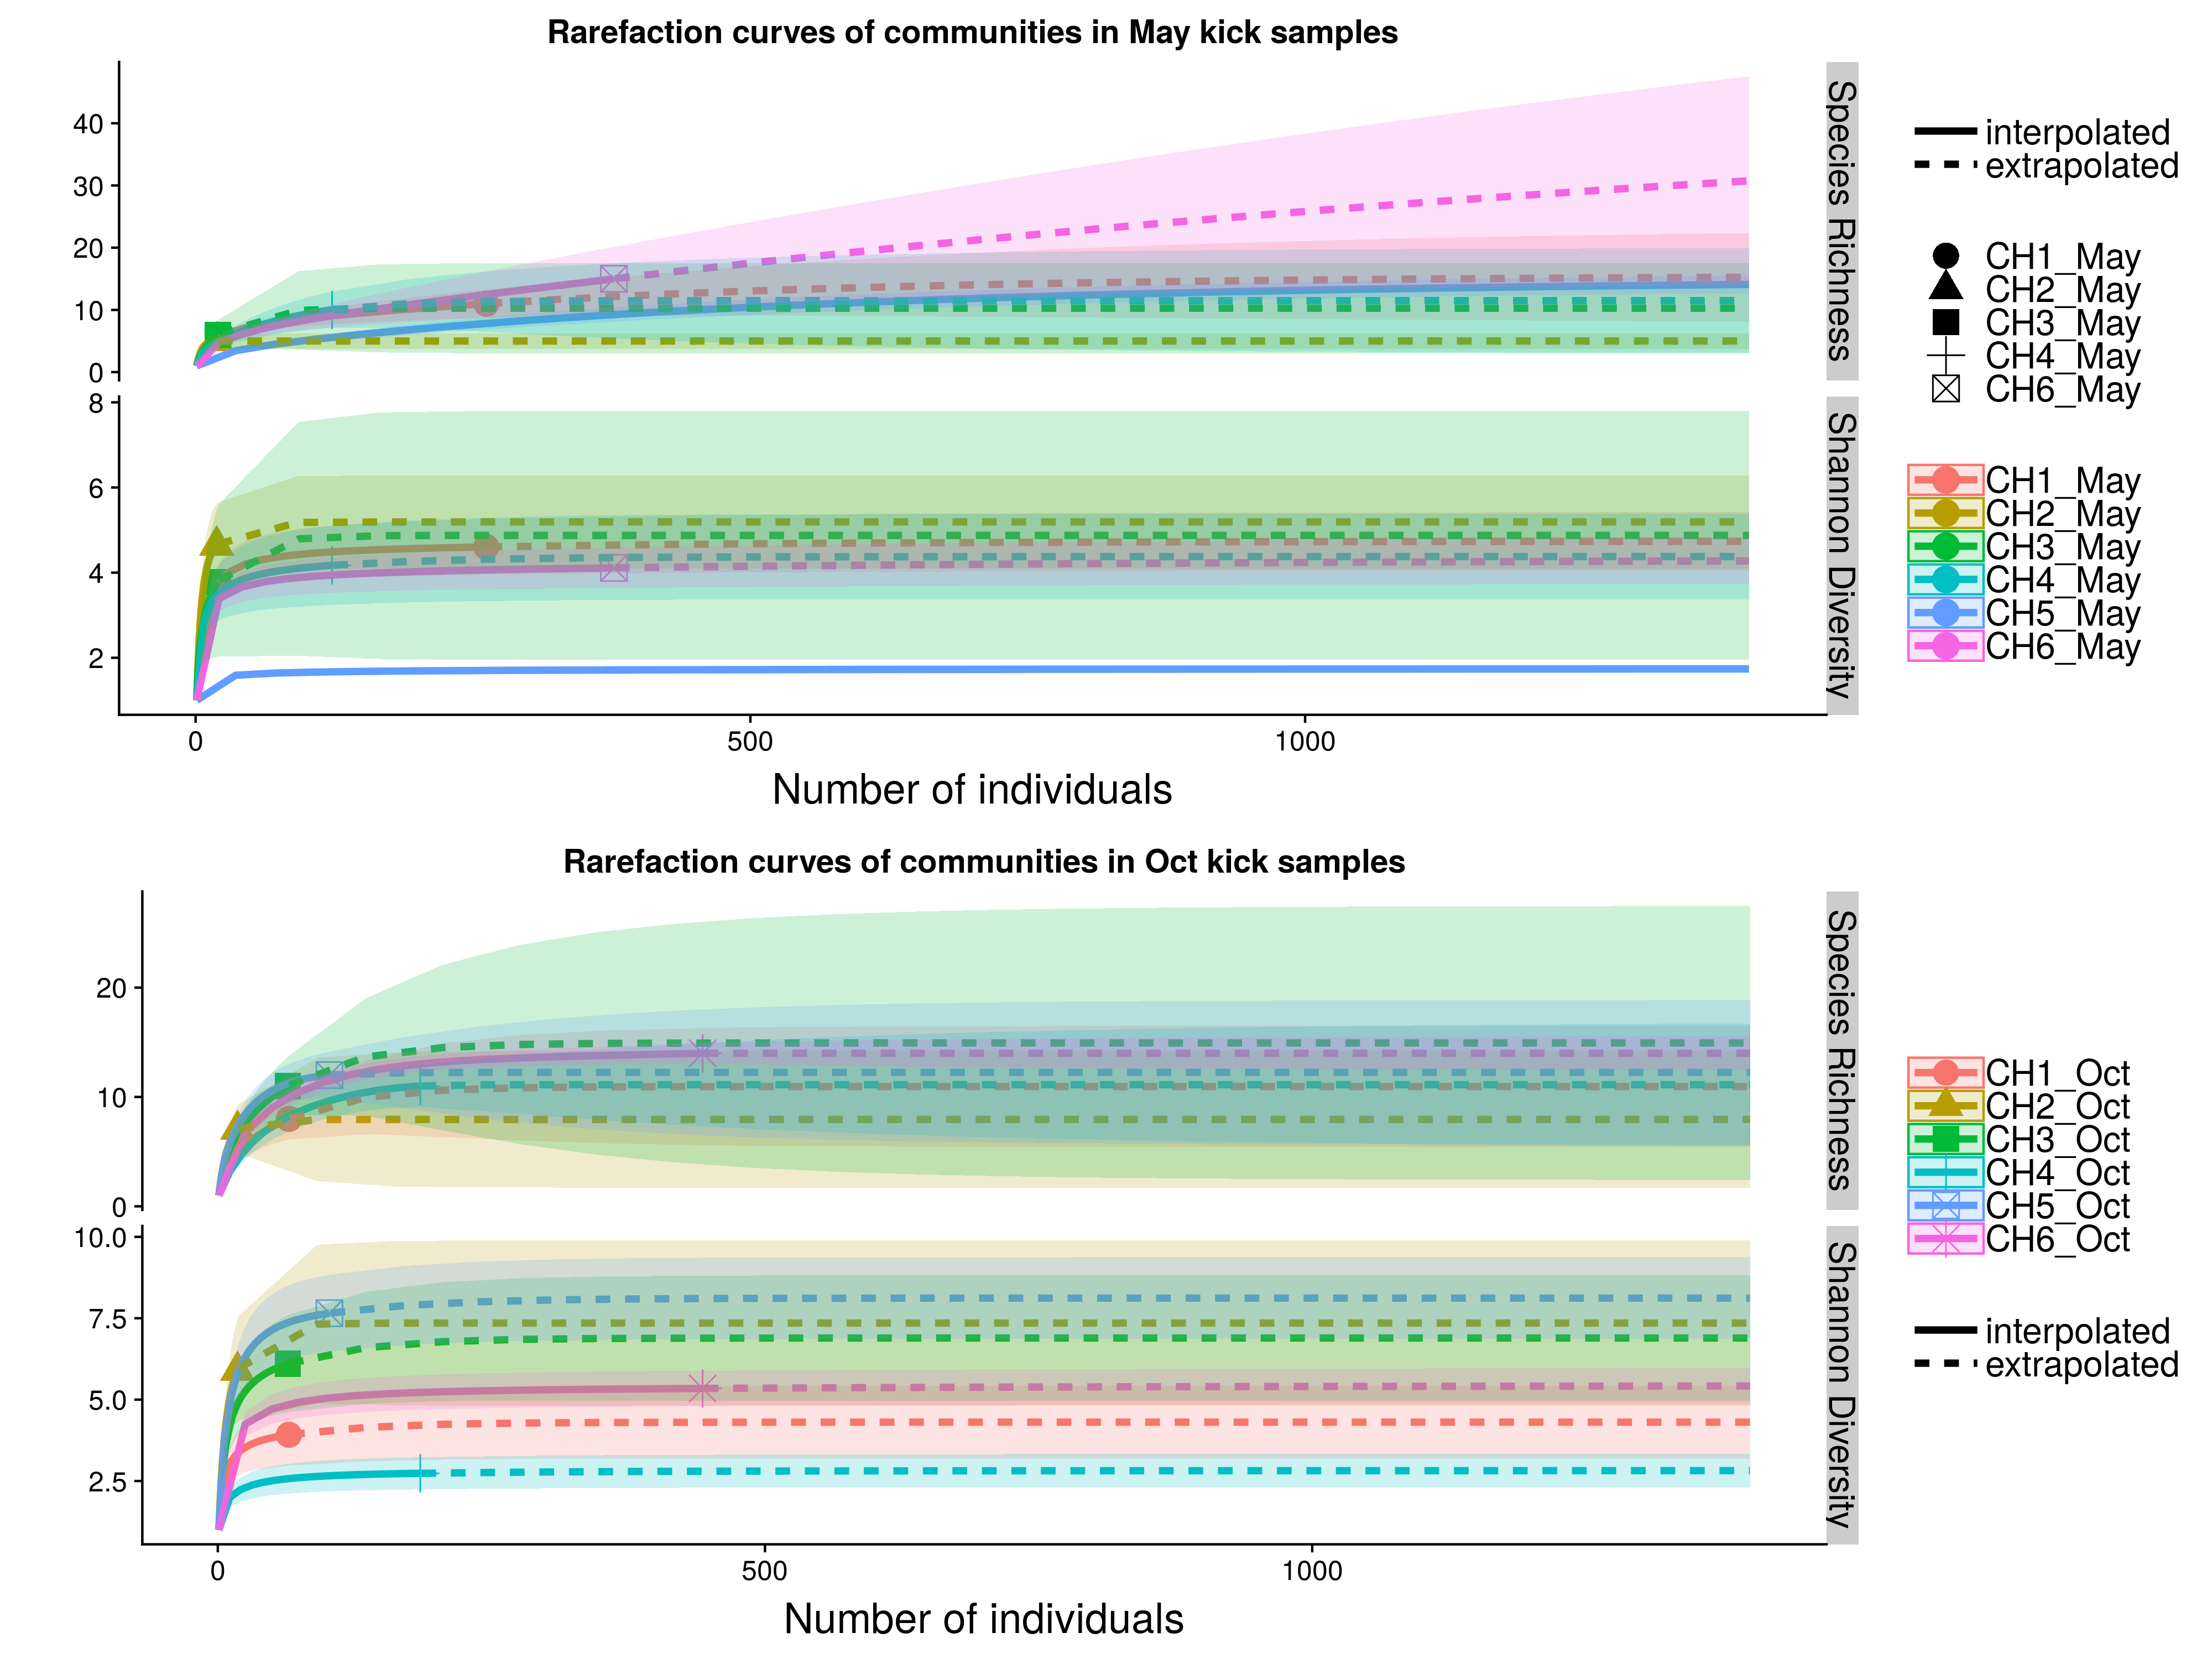 Rarefaction curves of communities in May kick samples
40
30
20
10
0
Species Richness
8
6
4
2
Shannon Diversity
0
500
1000
Number of individuals
interpolated
extrapolated
CH1_May
CH2_May
CH3_May
CH4_May
CH6_May
CH1_May
CH2_May
CH3_May
CH4_May
CH5_May
CH6_May
Rarefaction curves of communities in Oct kick samples
20
10
0
Species Richness
10.0
7.5
5.0
2.5
Shannon Diversity
0
500
1000
Number of individuals
CH1_Oct
CH2_Oct
CH3_Oct
CH4_Oct
CH5_Oct
CH6_Oct
interpolated
extrapolated